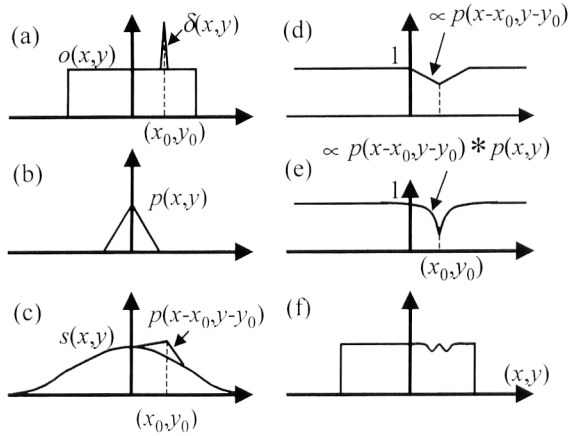 (a)
δ(x,y)
o(x,y)
(x₀,y₀)
(b)
p(x,y)
(c)
p(x-x₀,y-y₀)
s(x,y)
(x₀,y₀)
(d)
∝ p(x-x₀,y-y₀)
1
∝ p(x-x₀,y-y₀) * p(x,y)
(e)
1
(x₀,y₀)
(f)
(x,y)